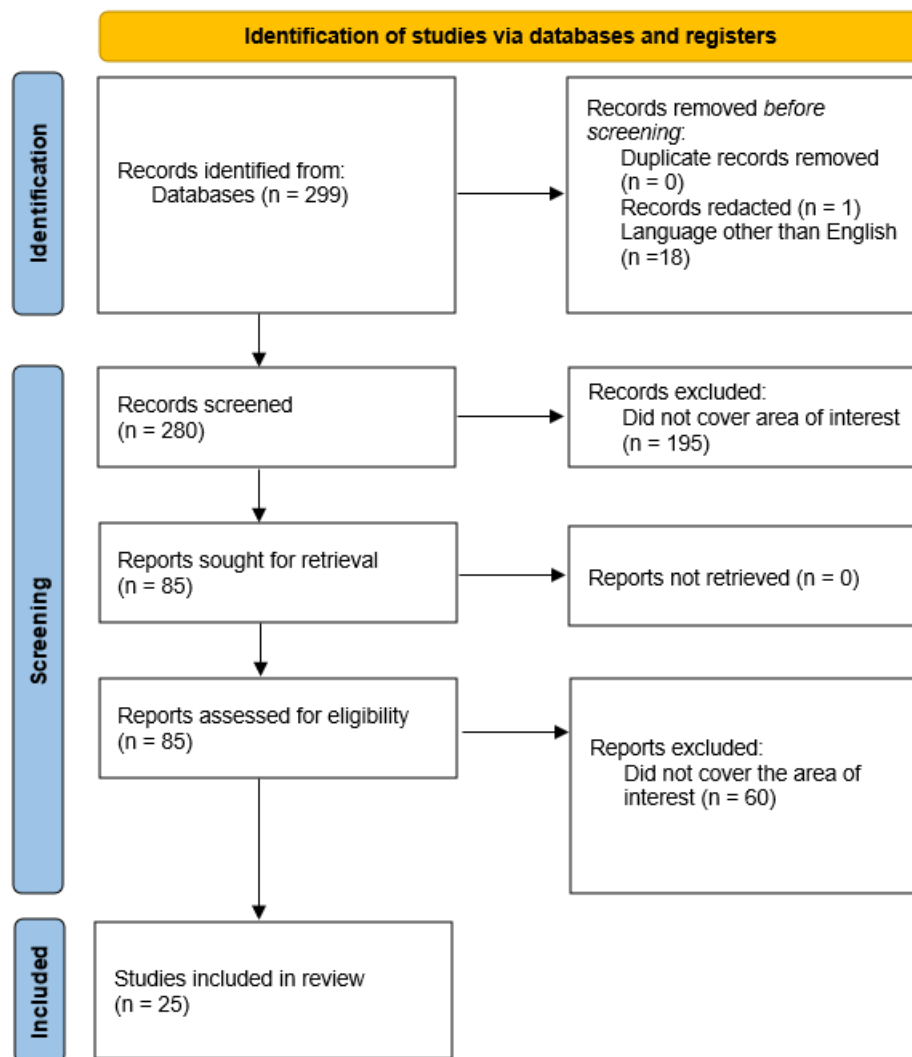 Identification of studies via databases and registers
Identification
Records identified from:
Databases (n = 299)
Records removed before
screening:
Duplicate records removed
(n = 0)
Records redacted (n = 1)
Language other than English
(n =18)
Screening
Records screened
(n = 280)
Records excluded:
Did not cover area of interest
(n = 195)
Reports sought for retrieval
(n = 85)
Reports not retrieved (n = 0)
Reports assessed for eligibility
(n = 85)
Reports excluded:
Did not cover the area of
interest (n = 60)
Included
Studies included in review
(n = 25)